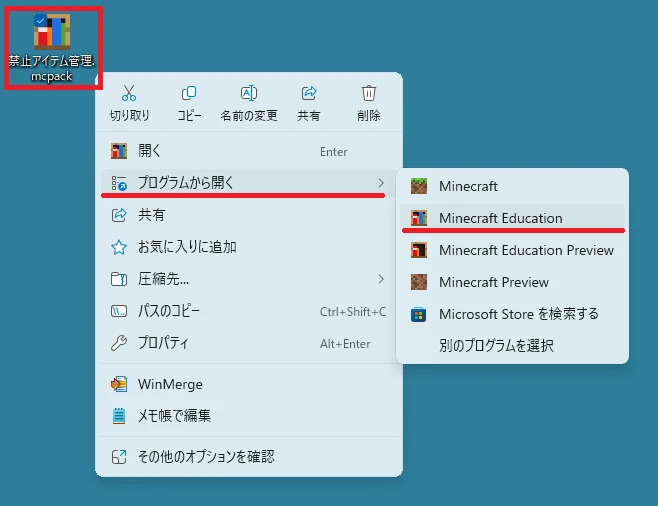 禁止アイテム管理.
mcpack
切り取り コピー 名前の変更 共有 削除
開く Enter
プログラムから開く
共有
お気に入りに追加
圧縮先...
パスのコピー Ctrl+Shift+C
プロパティ Alt+Enter
WinMerge
メモ帳で編集
その他のオプションを確認
Minecraft
Minecraft Education
Minecraft Education Preview
Minecraft Preview
Microsoft Store を検索する
別のプログラムを選択